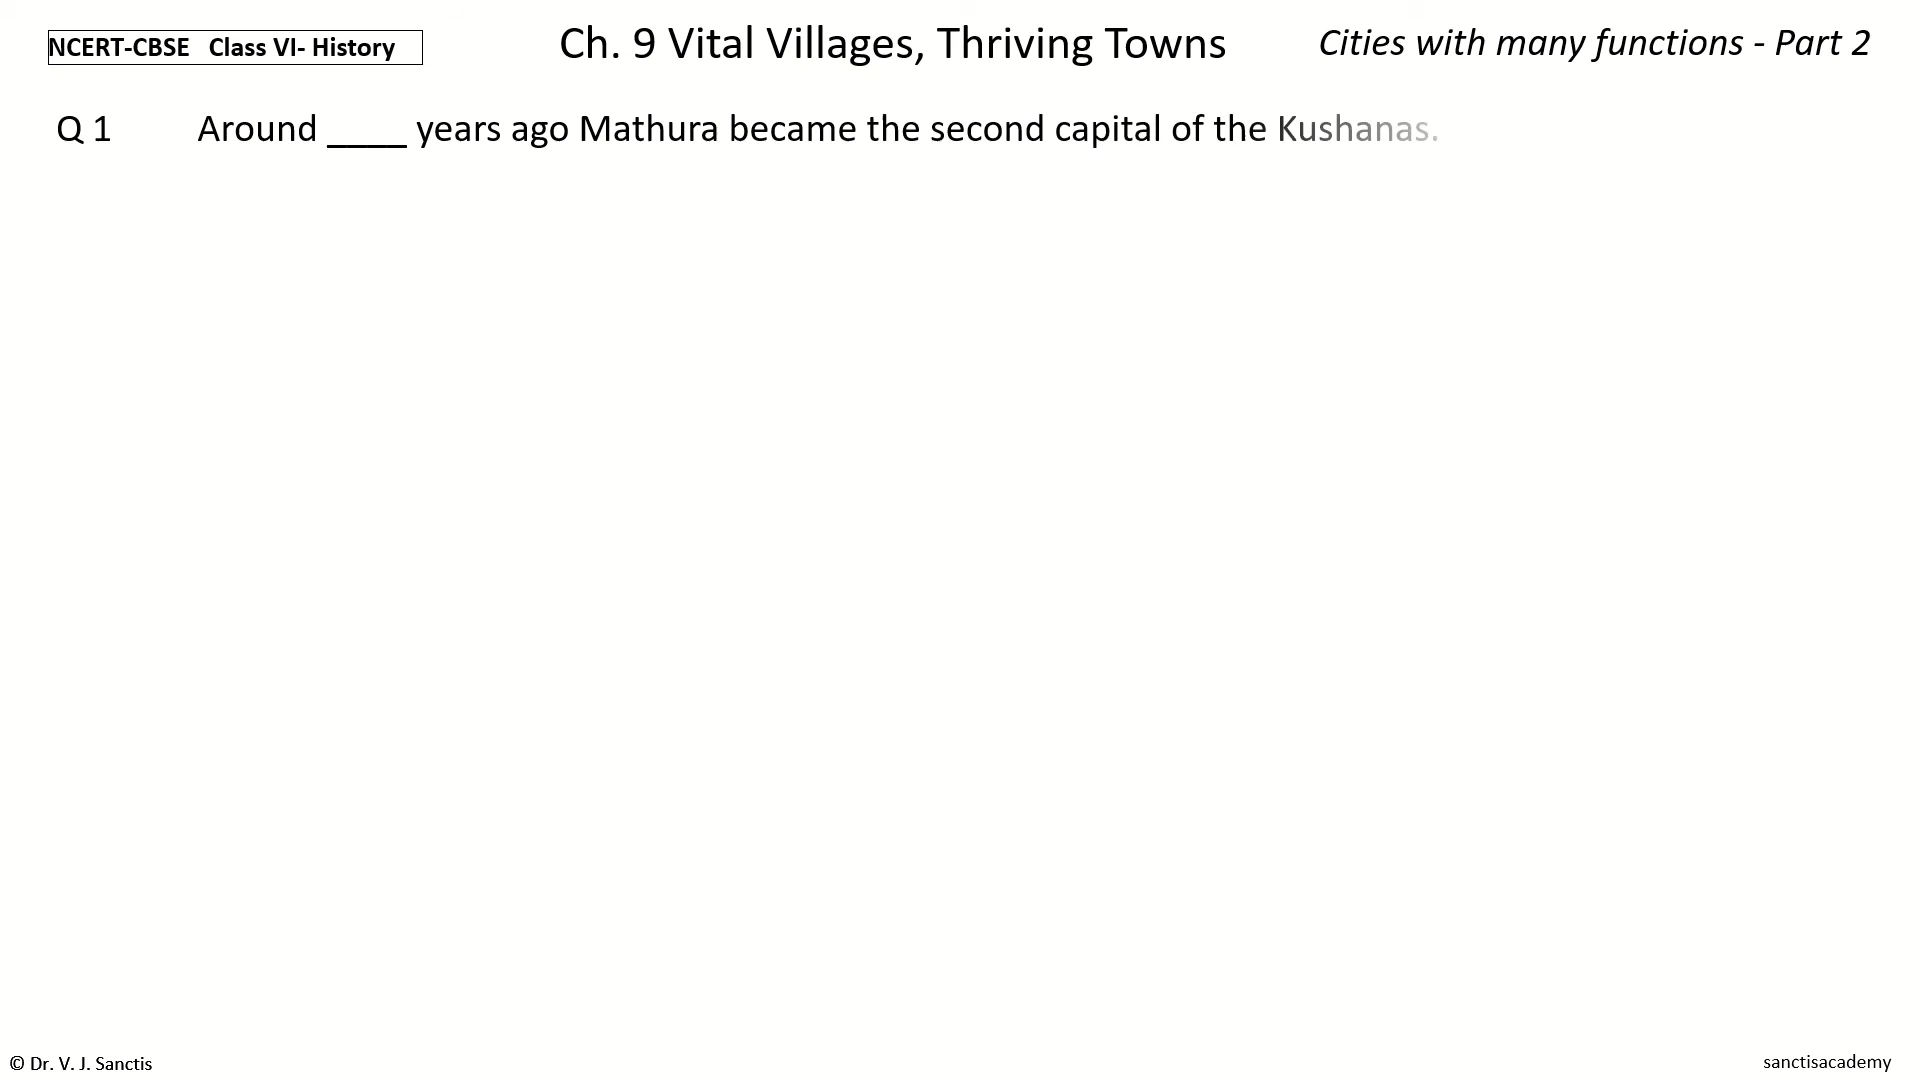 NCERT-CBSE Class VI- History
Ch. 9 Vital Villages, Thriving Towns
Cities with many functions - Part 2
Q 1 Around ____ years ago Mathura became the second capital of the Kushanas.
© Dr. V. J. Sanctis
sanctisacademy